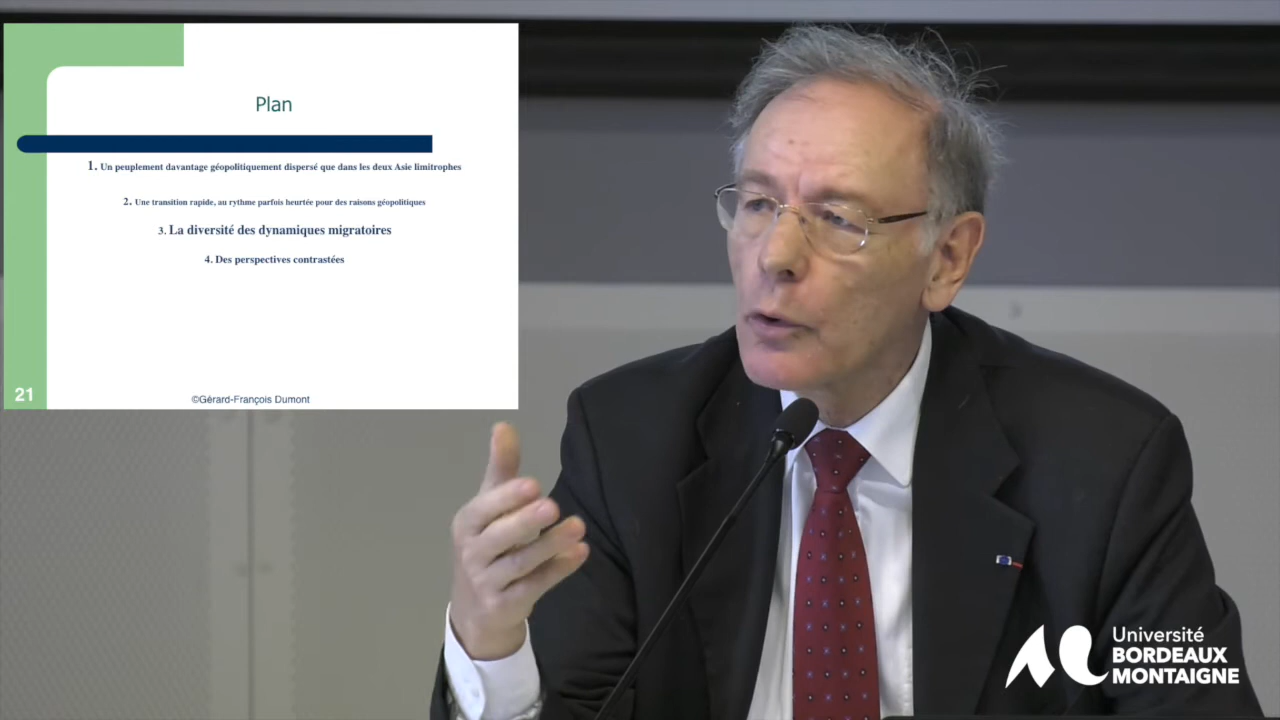 Plan
1. Un peuplement davantage géopolitiquement dispersé que dans les deux Asie limitrophes
2. Une transition rapide, au rythme parfois heurtée pour des raisons géopolitiques
3. La diversité des dynamiques migratoires
4. Des perspectives contrastées
21
©Gérard-François Dumont
Université
BORDEAUX
MONTAIGNE